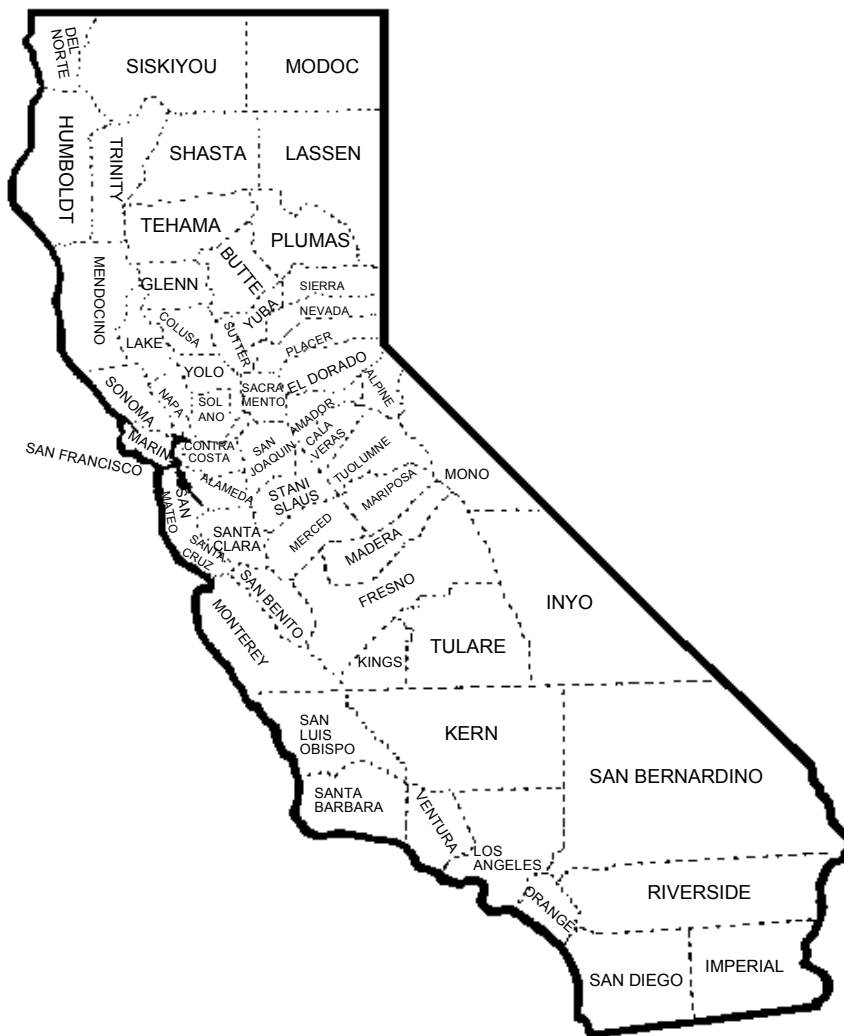 DEL
NORTE
SISKIYOU
MODOC
HUMBOLDT
TRINITY
SHASTA
LASSEN
TEHAMA
PLUMAS
MENDOCINO
GLENN
BUTTE
SIERRA
YUBA
NEVADA
COLUSA
LAKE
SUTTER
PLACER
YOLO
EL DORADO
ALPINE
SONOMA
NAPA
SOL
ANO
SACRA
MENTO
AMADOR
MARIN
CONTRA
COSTA
SAN
JOAQUIN
CALA
VERAS
TUOLUMNE
SAN FRANCISCO
MONO
ALAMEDA
STANI
SLAUS
MARIPOSA
SAN
MATEO
SANTA
CLARA
MERCED
MADERA
SANTA
CRUZ
SAN BENITO
FRESNO
INYO
MONTEREY
KINGS
TULARE
SAN
LUIS
OBISPO
KERN
SAN BERNARDINO
SANTA
BARBARA
VENTURA
LOS
ANGELES
ORANGE
RIVERSIDE
SAN DIEGO
IMPERIAL